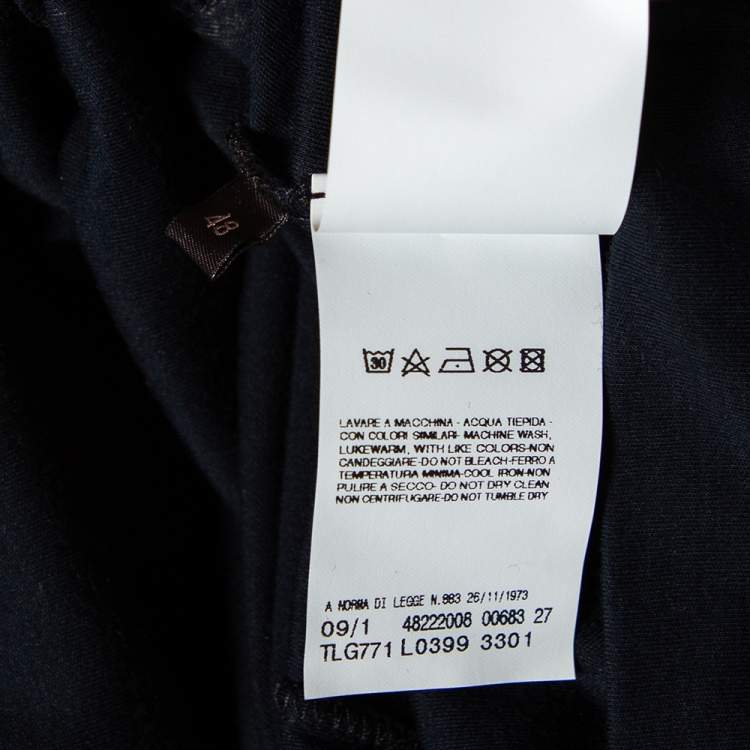 48
30
LAVARE A MACCHINA - ACQUA TIEPIDA -
CON COLORI SIMILARI- MACHINE WASH,
LUKEWARM, WITH LIKE COLORS-NON
CANDEGGIARE-DO NOT BLEACH-FERRO A
TEMPERATURA MINIMA-COOL IRON-NON
PULIRE A SECCO- DO NOT DRY CLEAN
NON CENTRIFUGARE-DO NOT TUMBLE DRY
A NORMA DI LEGGE N.883 26/11/1973
09/1 48222008 00683 27
TLG771 L0399 3301